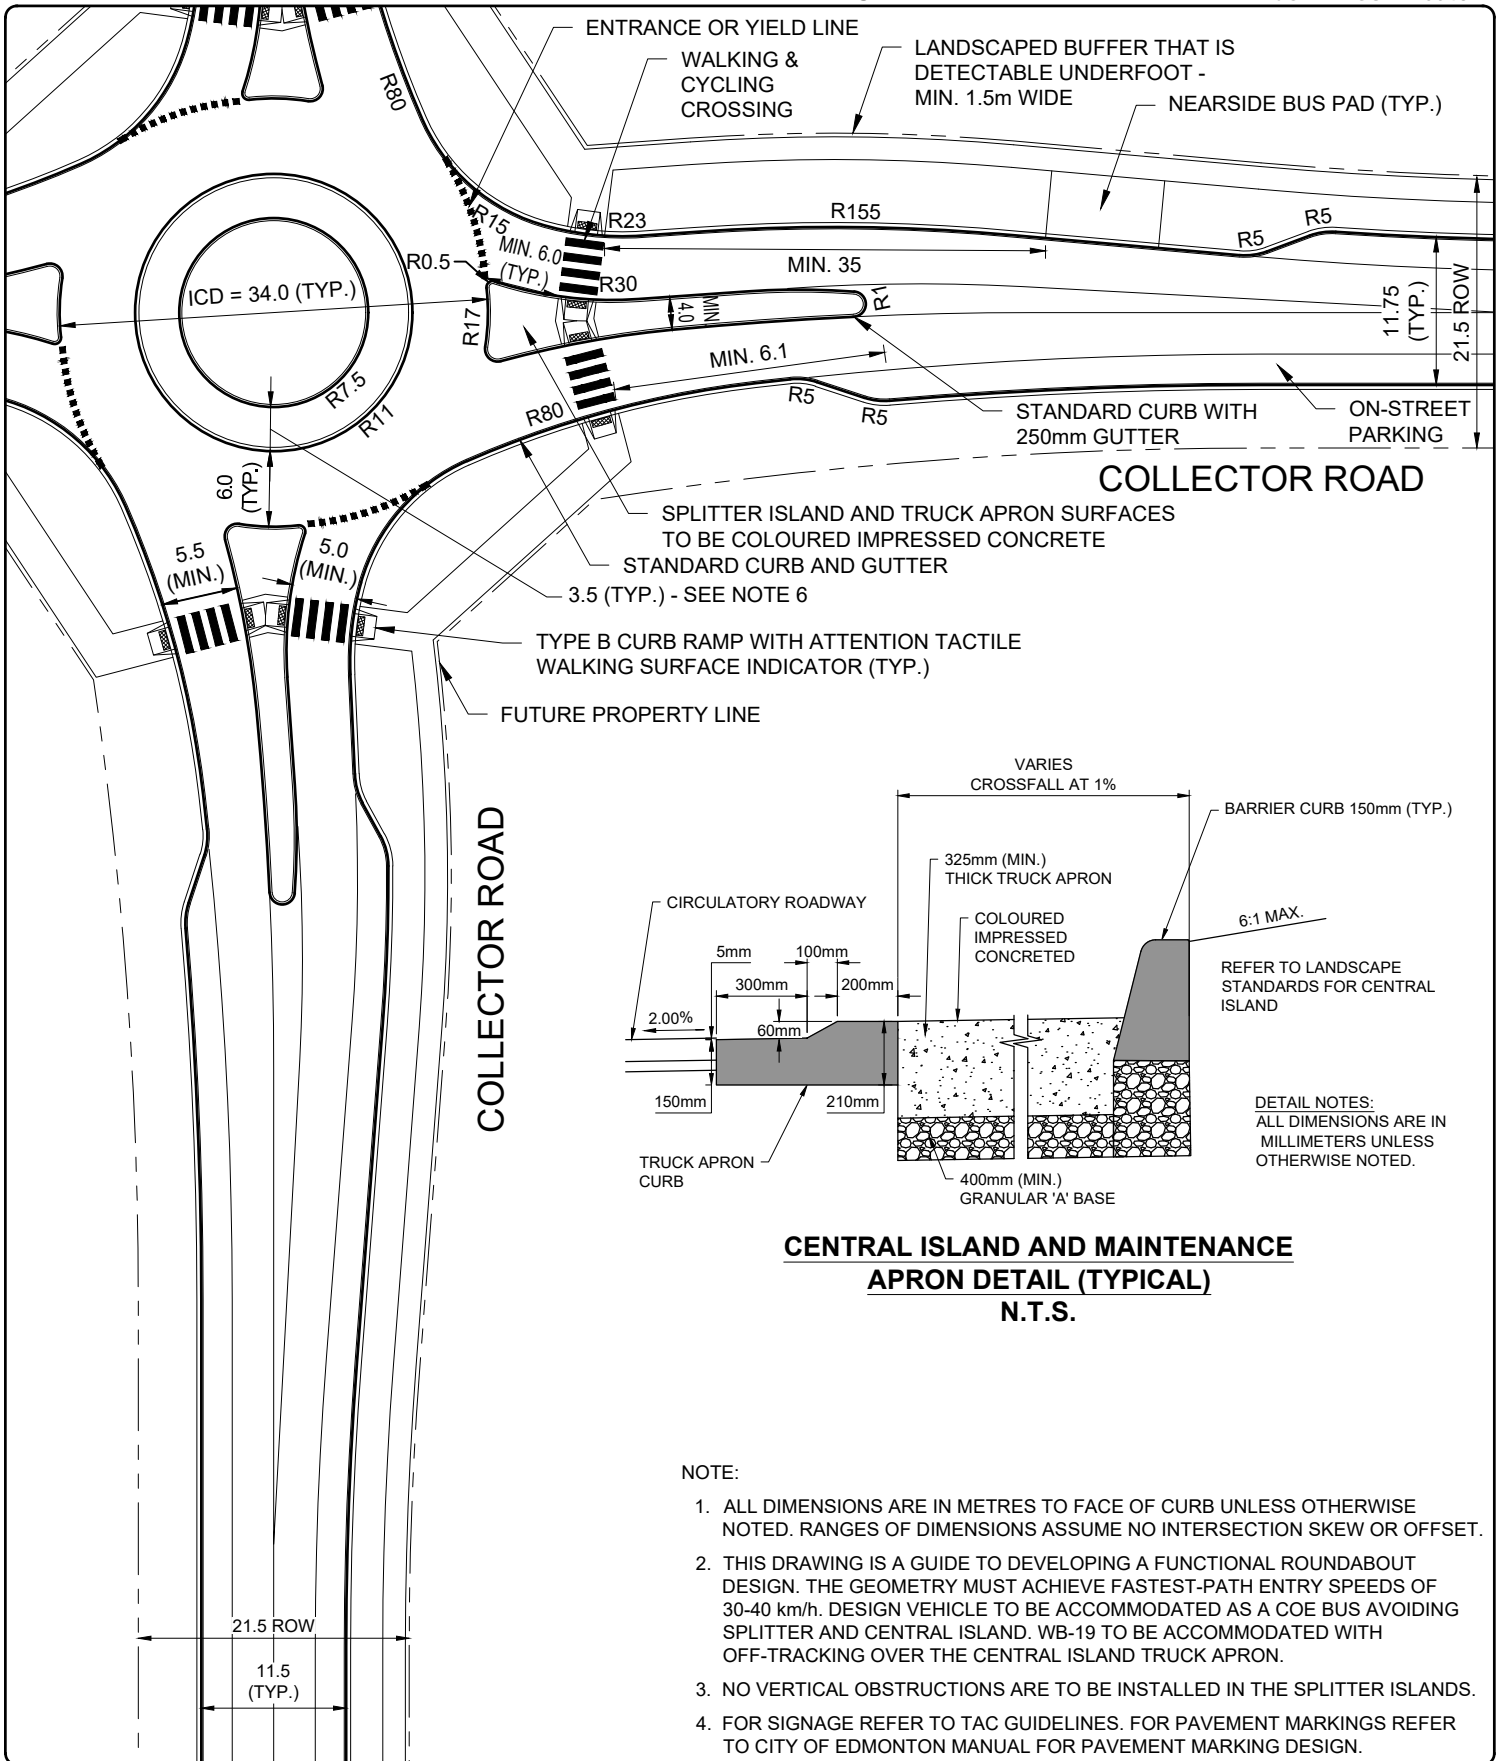 ENTRANCE OR YIELD LINE
WALKING &
CYCLING
CROSSING
LANDSCAPED BUFFER THAT IS
DETECTABLE UNDERFOOT -
MIN. 1.5m WIDE
NEARSIDE BUS PAD (TYP.)
R80
R15
R23
R155
R5
R5
MIN. 6.0
(TYP.)
R0.5
R30
MIN. 35
ICD = 34.0 (TYP.)
R17
MIN
4.0
R1
11.75
(TYP.)
21.5 ROW
MIN. 6.1
R7.5
R11
R80
R5
R5
STANDARD CURB WITH
250mm GUTTER
ON-STREET
PARKING
COLLECTOR ROAD
6.0
(TYP.)
SPLITTER ISLAND AND TRUCK APRON SURFACES
TO BE COLOURED IMPRESSED CONCRETE
5.5
(MIN.)
5.0
(MIN.)
STANDARD CURB AND GUTTER
3.5 (TYP.) - SEE NOTE 6
TYPE B CURB RAMP WITH ATTENTION TACTILE
WALKING SURFACE INDICATOR (TYP.)
FUTURE PROPERTY LINE
COLLECTOR ROAD
VARIES
CROSSFALL AT 1%
BARRIER CURB 150mm (TYP.)
325mm (MIN.)
THICK TRUCK APRON
CIRCULATORY ROADWAY
COLOURED
IMPRESSED
CONCRETED
6:1 MAX.
5mm
100mm
300mm
200mm
REFER TO LANDSCAPE
STANDARDS FOR CENTRAL
ISLAND
2.00%
60mm
150mm
210mm
DETAIL NOTES:
ALL DIMENSIONS ARE IN
MILLIMETERS UNLESS
OTHERWISE NOTED.
TRUCK APRON
CURB
400mm (MIN.)
GRANULAR 'A' BASE
CENTRAL ISLAND AND MAINTENANCE
APRON DETAIL (TYPICAL)
N.T.S.
21.5 ROW
11.5
(TYP.)
NOTE:
1. ALL DIMENSIONS ARE IN METRES TO FACE OF CURB UNLESS OTHERWISE
NOTED. RANGES OF DIMENSIONS ASSUME NO INTERSECTION SKEW OR OFFSET.
2. THIS DRAWING IS A GUIDE TO DEVELOPING A FUNCTIONAL ROUNDABOUT
DESIGN. THE GEOMETRY MUST ACHIEVE FASTEST-PATH ENTRY SPEEDS OF
30-40 km/h. DESIGN VEHICLE TO BE ACCOMMODATED AS A COE BUS AVOIDING
SPLITTER AND CENTRAL ISLAND. WB-19 TO BE ACCOMMODATED WITH
OFF-TRACKING OVER THE CENTRAL ISLAND TRUCK APRON.
3. NO VERTICAL OBSTRUCTIONS ARE TO BE INSTALLED IN THE SPLITTER ISLANDS.
4. FOR SIGNAGE REFER TO TAC GUIDELINES. FOR PAVEMENT MARKINGS REFER
TO CITY OF EDMONTON MANUAL FOR PAVEMENT MARKING DESIGN.